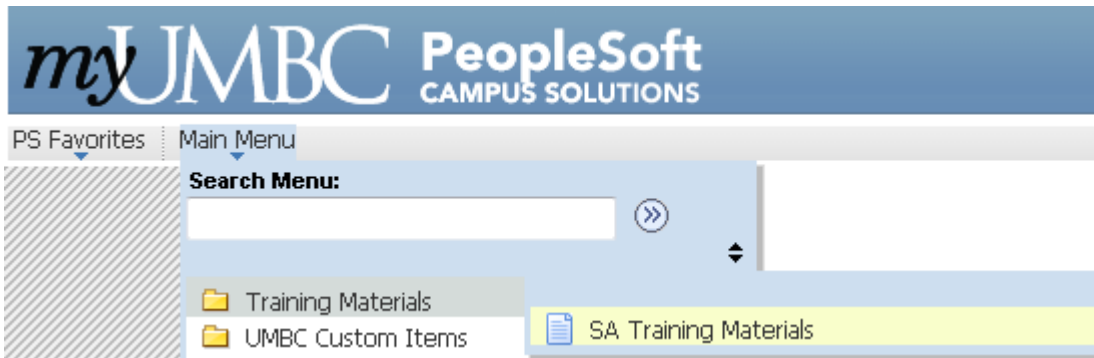 myUMBC PeopleSoft
CAMPUS SOLUTIONS
PS Favorites Main Menu
Search Menu:
Training Materials
SA Training Materials
UMBC Custom Items